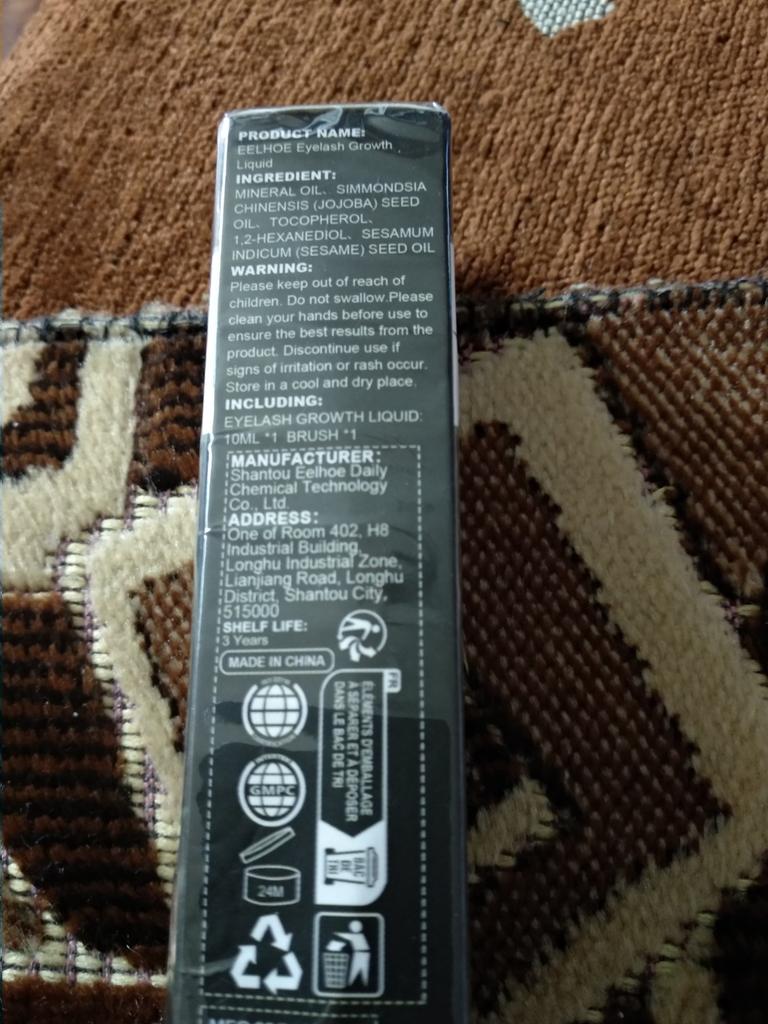 PRODUCT NAME:
EELHOE Eyelash Growth
Liquid
INGREDIENT:
MINERAL OIL、SIMMONDSIA
CHINENSIS (JOJOBA) SEED
OIL、TOCOPHEROL、
1,2-HEXANEDIOL、SESAMUM
INDICUM (SESAME) SEED OIL
WARNING:
Please keep out of reach of
children. Do not swallow.Please
clean your hands before use to
ensure the best results from the
product. Discontinue use if
signs of irritation or rash occur.
Store in a cool and dry place.
INCLUDING:
EYELASH GROWTH LIQUID:
10ML *1 BRUSH *1
MANUFACTURER:
Shantou Eelhoe Daily
Chemical Technology
Co., Ltd.
ADDRESS:
One of Room 402, H8
Industrial Building,
Longhu Industrial Zone,
Lianjiang Road, Longhu
District, Shantou City,
515000
SHELF LIFE:
3 Years
MADE IN CHINA
FR
ÉLÉMENTS D'EMBALLAGE
À SÉPARER ET À DÉPOSER
DANS LE BAC DE TRI
BAC
DE
TRI
GMPC
24M